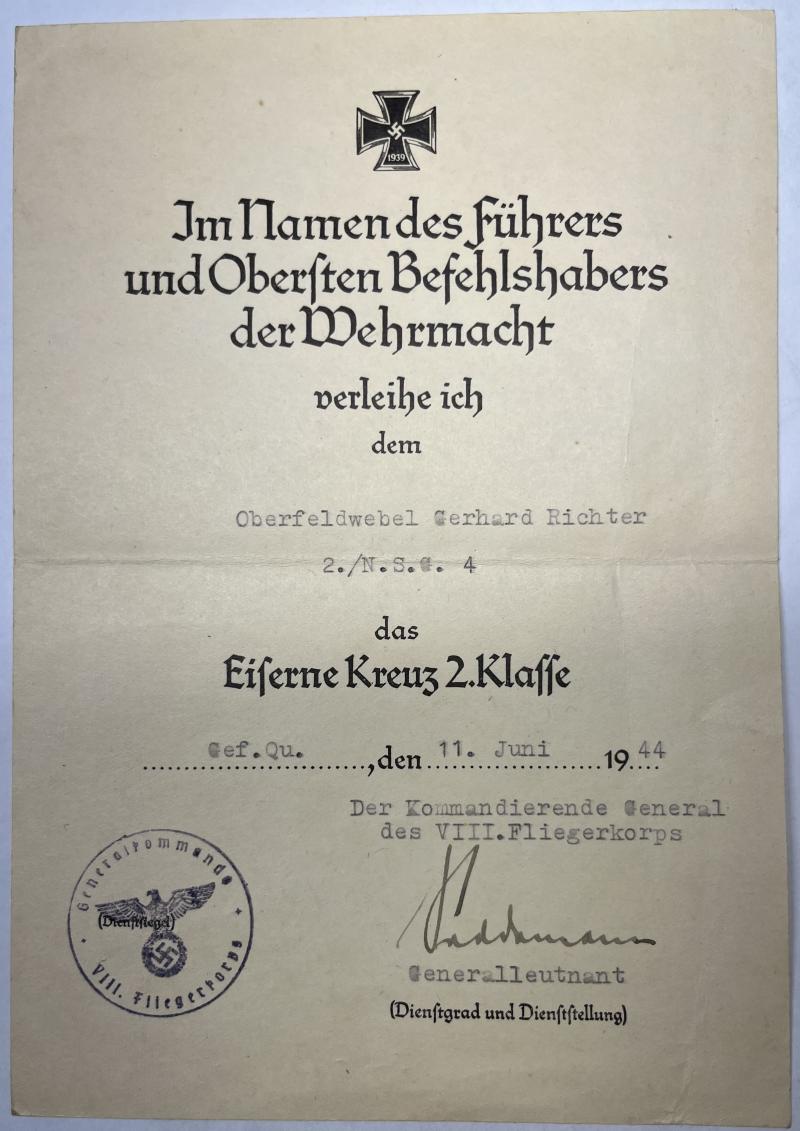 1939
Im Namen des Führers
und Oberſten Befehlshabers
der Wehrmacht
verleihe ich
dem
Oberfeldwebel Gerhard Richter
2./N.S.G. 4
das
Eiſerne Kreuz 2. Klaſſe
Gef.Qu. , den 11. Juni 1944
Der Kommandierende General
des VIII.Fliegerkorps
Generalkommando
(Dienſtſiegel)
VIII. Fliegerkorps
Generalleutnant
(Dienſtgrad und Dienſtſtellung)